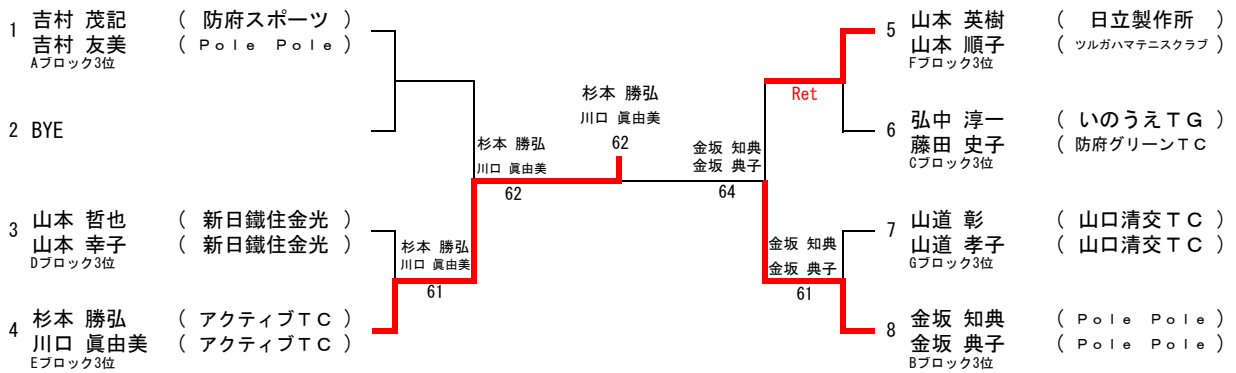 1 吉村 茂記 ( 防府スポーツ )
吉村 友美 ( Ｐｏｌｅ Ｐｏｌｅ )
Aブロック3位
2 BYE
3 山本 哲也 ( 新日鐵住金光 )
山本 幸子 ( 新日鐵住金光 )
Dブロック3位
4 杉本 勝弘 ( アクティブＴＣ )
川口 眞由美 ( アクティブＴＣ )
Eブロック3位
杉本 勝弘
川口 眞由美
61
杉本 勝弘
川口 眞由美
62
杉本 勝弘
川口 眞由美
62
金坂 知典
金坂 典子
64
Ret
金坂 知典
金坂 典子
61
5 山本 英樹 ( 日立製作所 )
山本 順子 ( ツルガハマテニスクラブ )
Fブロック3位
6 弘中 淳一 ( いのうえＴＧ )
藤田 史子 ( 防府グリーンＴＣ
Cブロック3位
7 山道 彰 ( 山口清交ＴＣ )
山道 孝子 ( 山口清交ＴＣ )
Gブロック3位
8 金坂 知典 ( Ｐｏｌｅ Ｐｏｌｅ )
金坂 典子 ( Ｐｏｌｅ Ｐｏｌｅ )
Bブロック3位